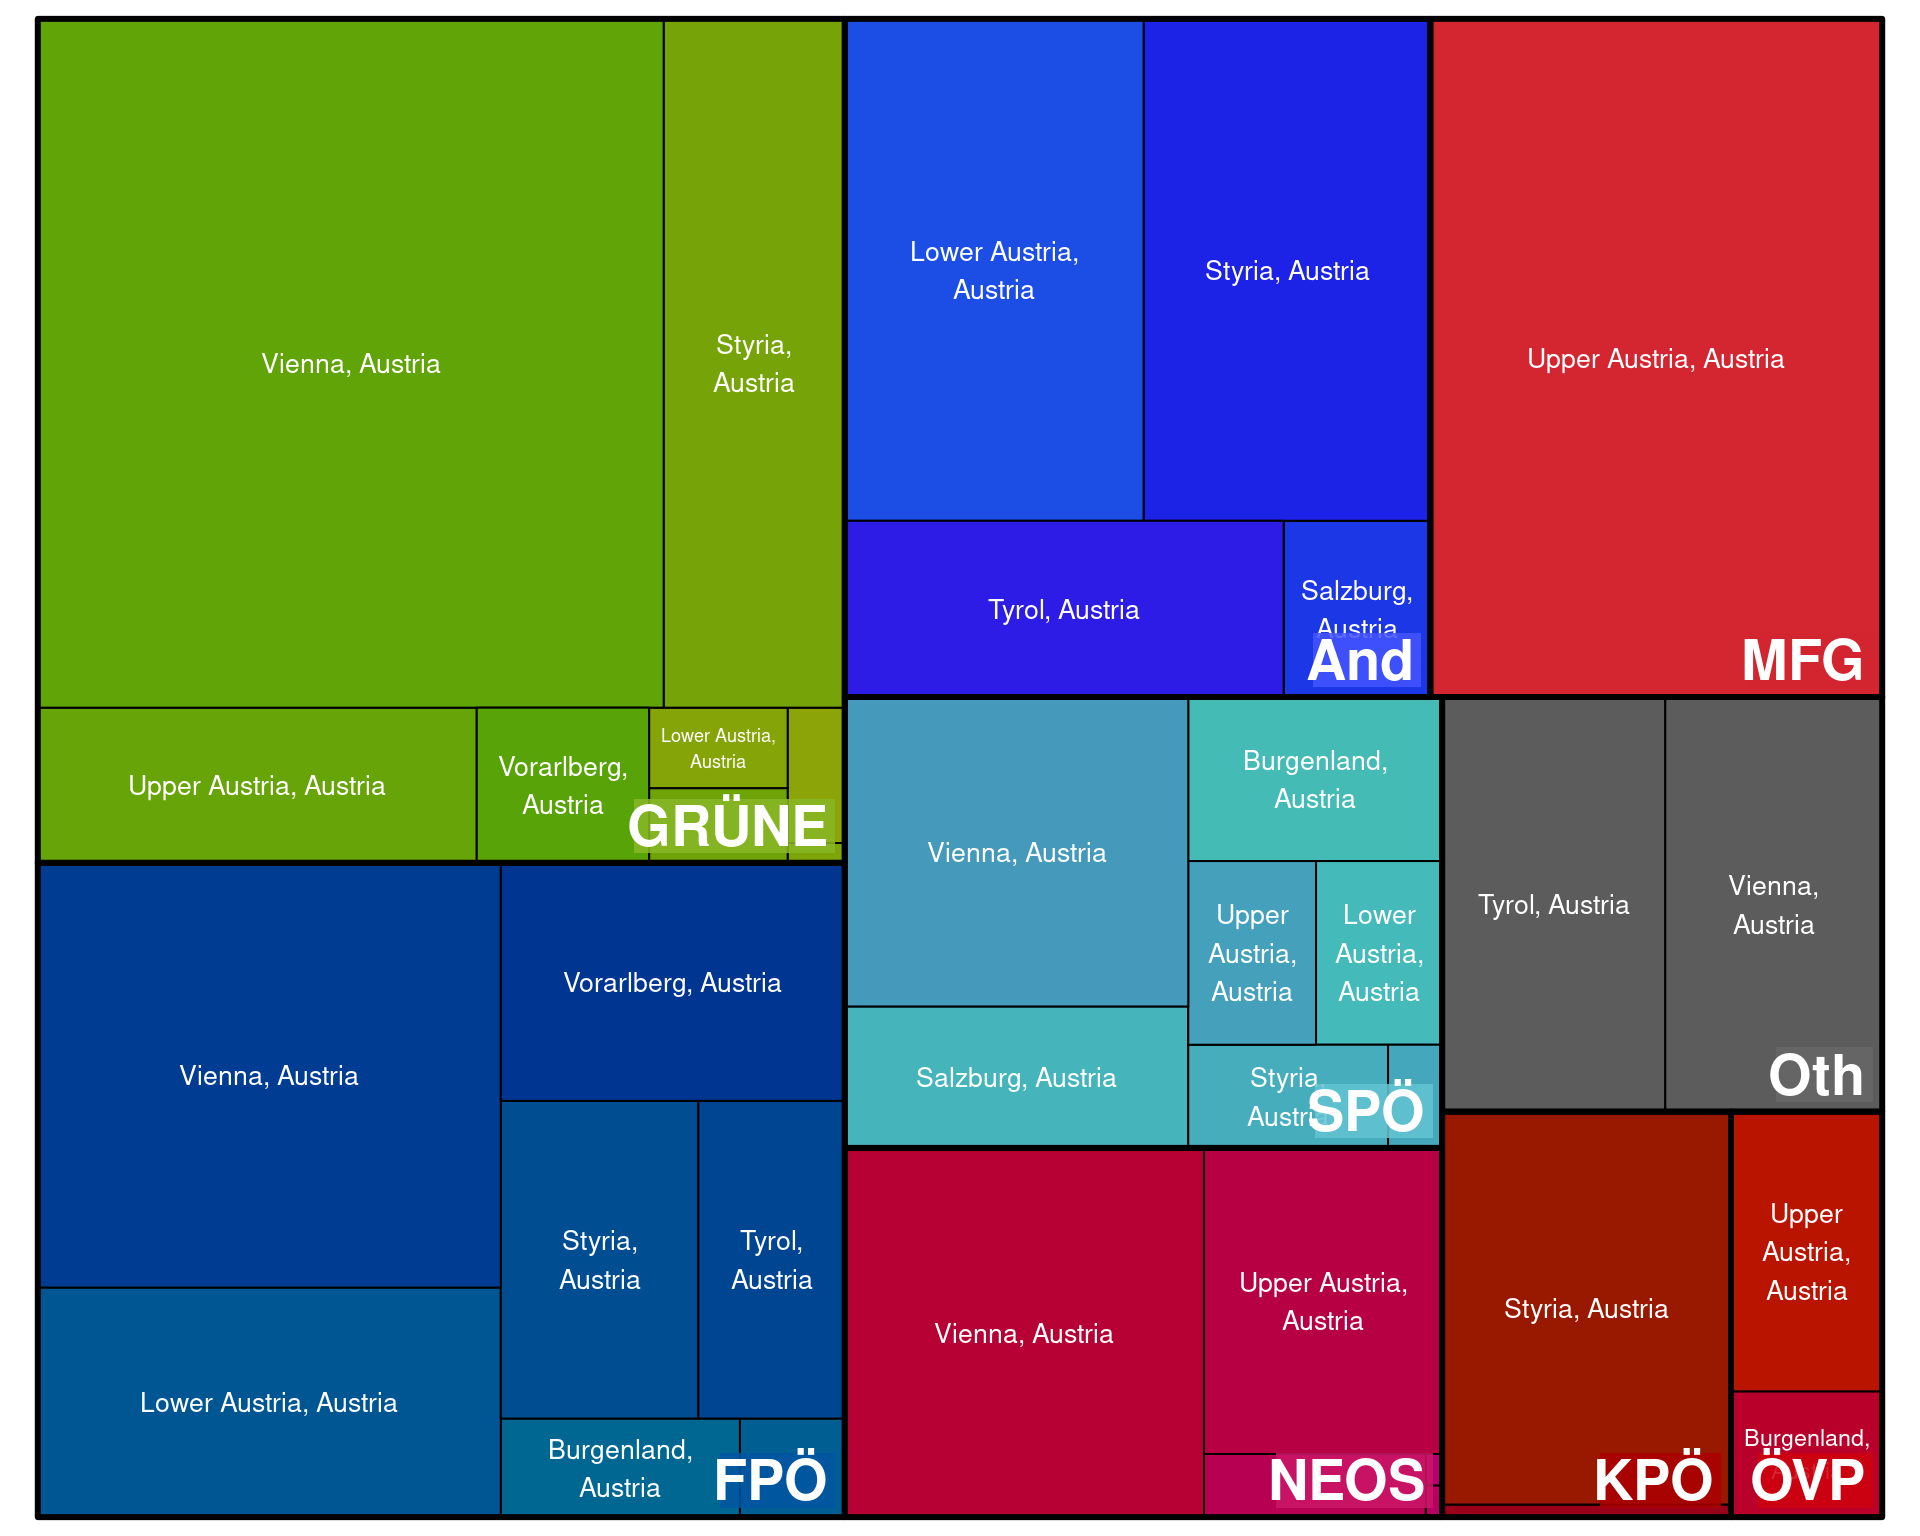 Vienna, Austria
Styria,
Austria
Upper Austria, Austria
Vorarlberg,
Austria
Lower Austria,
Austria
GRÜNE
Lower Austria,
Austria
Styria, Austria
Tyrol, Austria
Salzburg,
Austria
And
Upper Austria, Austria
MFG
Vienna, Austria
Vorarlberg, Austria
Styria,
Austria
Tyrol,
Austria
Lower Austria, Austria
Burgenland,
Austria
FPÖ
Vienna, Austria
Burgenland,
Austria
Upper
Austria,
Austria
Lower
Austria,
Austria
Salzburg, Austria
Styria,
Austria
SPÖ
Tyrol, Austria
Vienna,
Austria
Oth
Vienna, Austria
Upper Austria,
Austria
NEOS
Styria, Austria
KPÖ
Upper
Austria,
Austria
Burgenland,
ÖVP